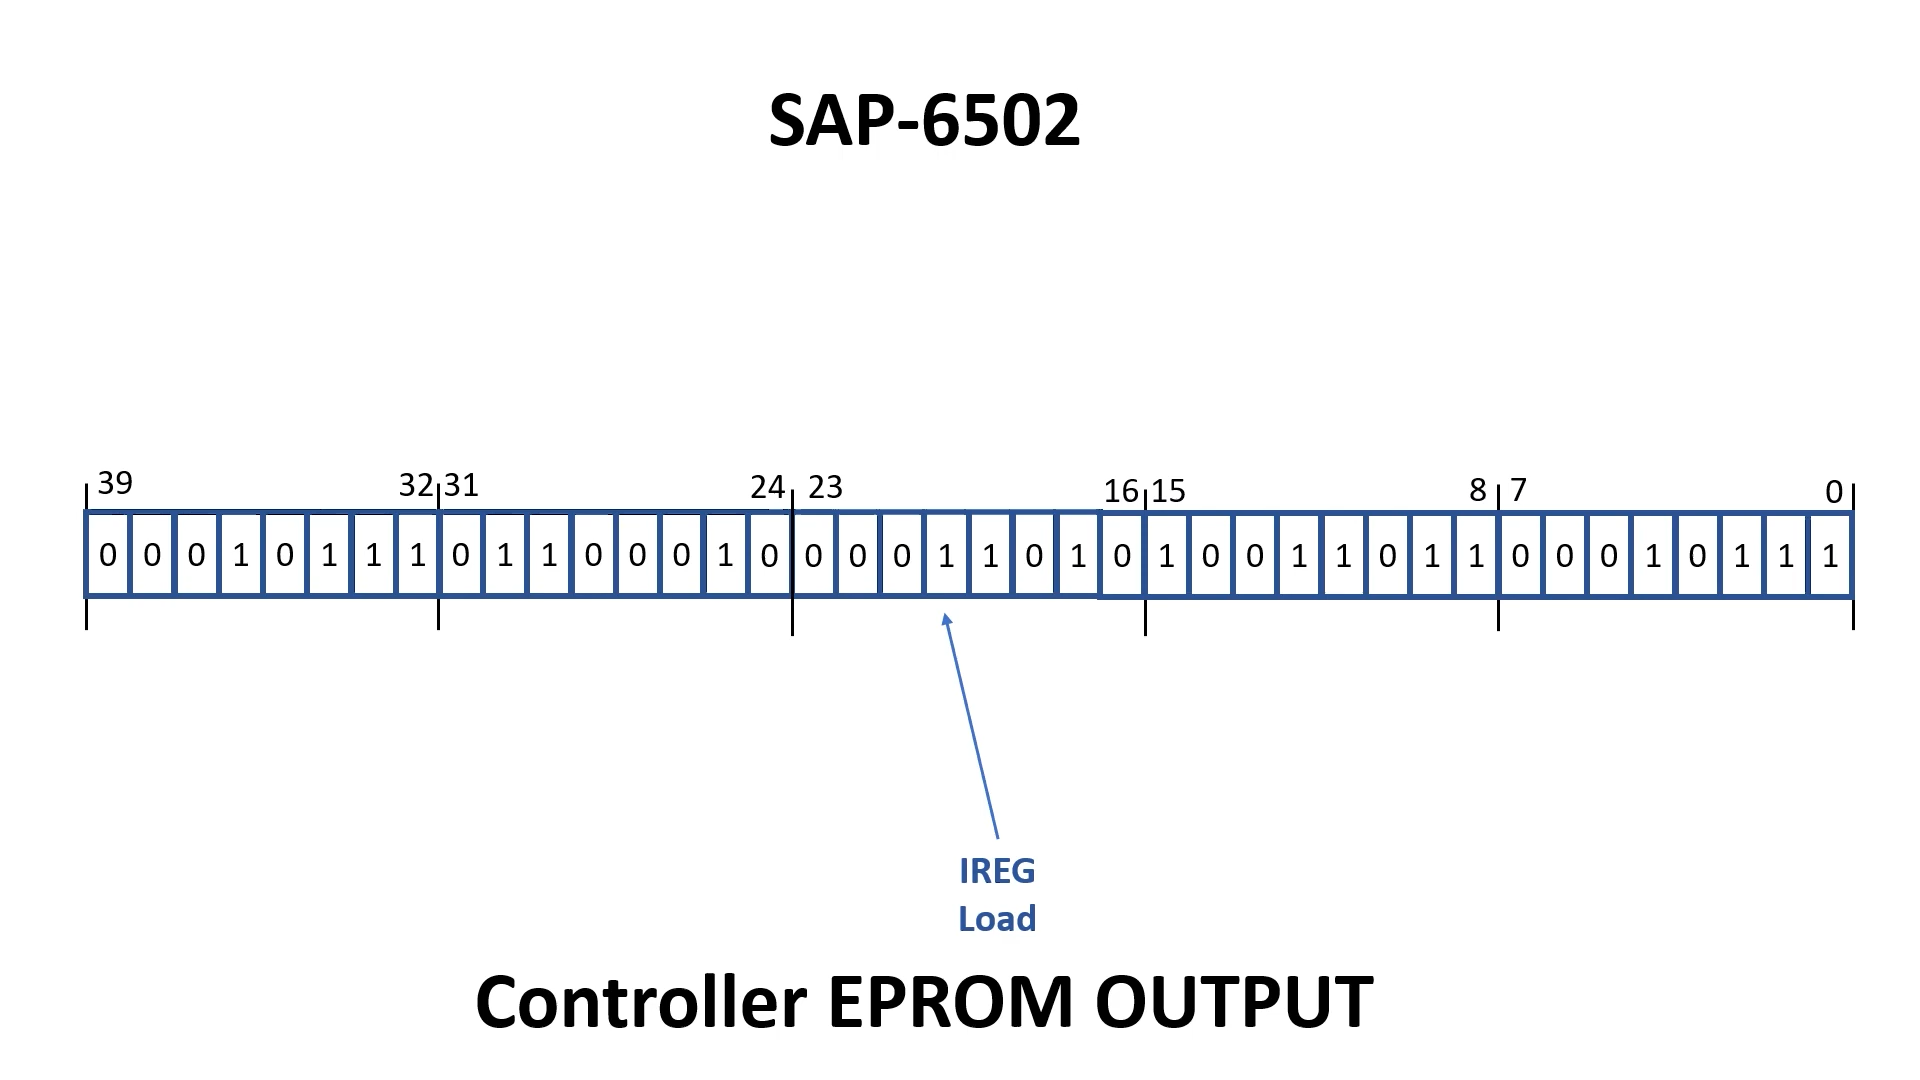 SAP-6502
39 32 31 24 23 16 15 8 7 0
0 0 0 1 0 1 1 1 0 1 1 0 0 0 1 0 0 0 0 1 1 0 1 0 1 0 0 1 1 0 1 1 0 0 0 1 0 1 1 1
IREG
Load
Controller EPROM OUTPUT